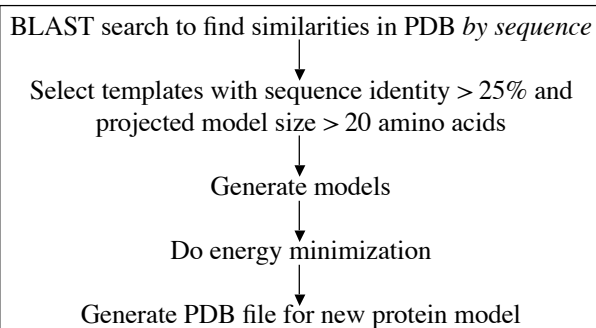 BLAST search to find similarities in PDB by sequence
Select templates with sequence identity > 25% and
projected model size > 20 amino acids
Generate models
Do energy minimization
Generate PDB file for new protein model